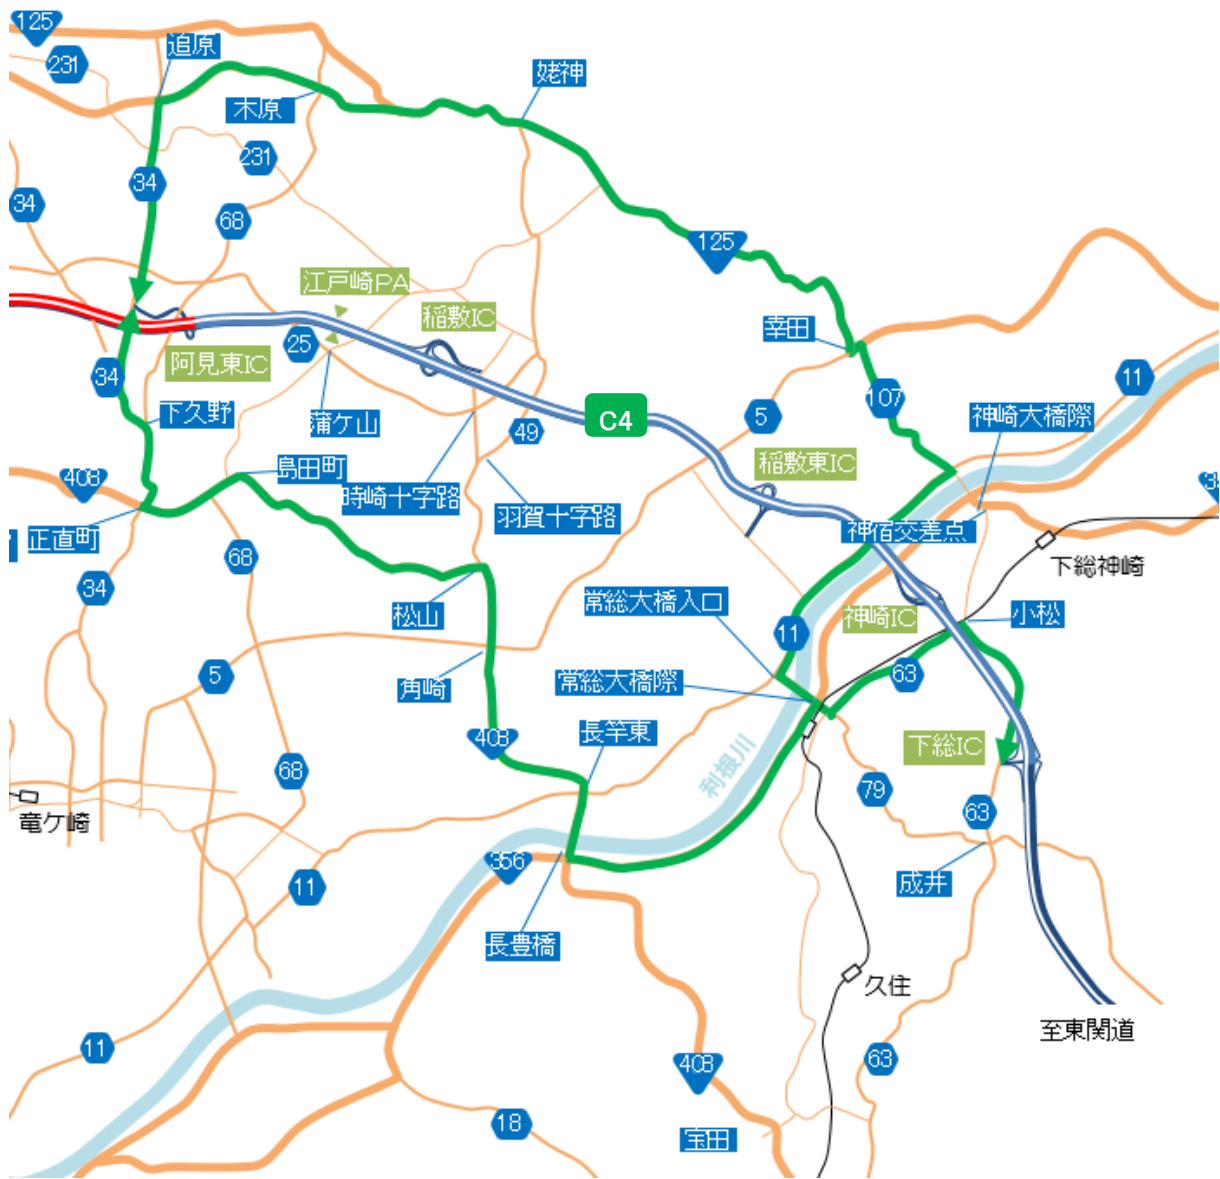 125
追原
231
姥神
木原
231
34
34
68
125
江戸崎PA
稲敷IC
幸田
25
阿見東IC
34
11
107
神崎大橋際
下久野
蒲ケ山
C4
5
49
稲敷東IC
島田町
408
時崎十字路
羽賀十字路
神宿交差点
正直町
68
下総神崎
34
松山
常総大橋入口
神崎IC
小松
11
5
角崎
常総大橋際
63
408
長竿東
下総IC
68
利根川
79
竜ケ崎
63
356
11
成井
長豊橋
久住
至東関道
11
408
63
18
宝田